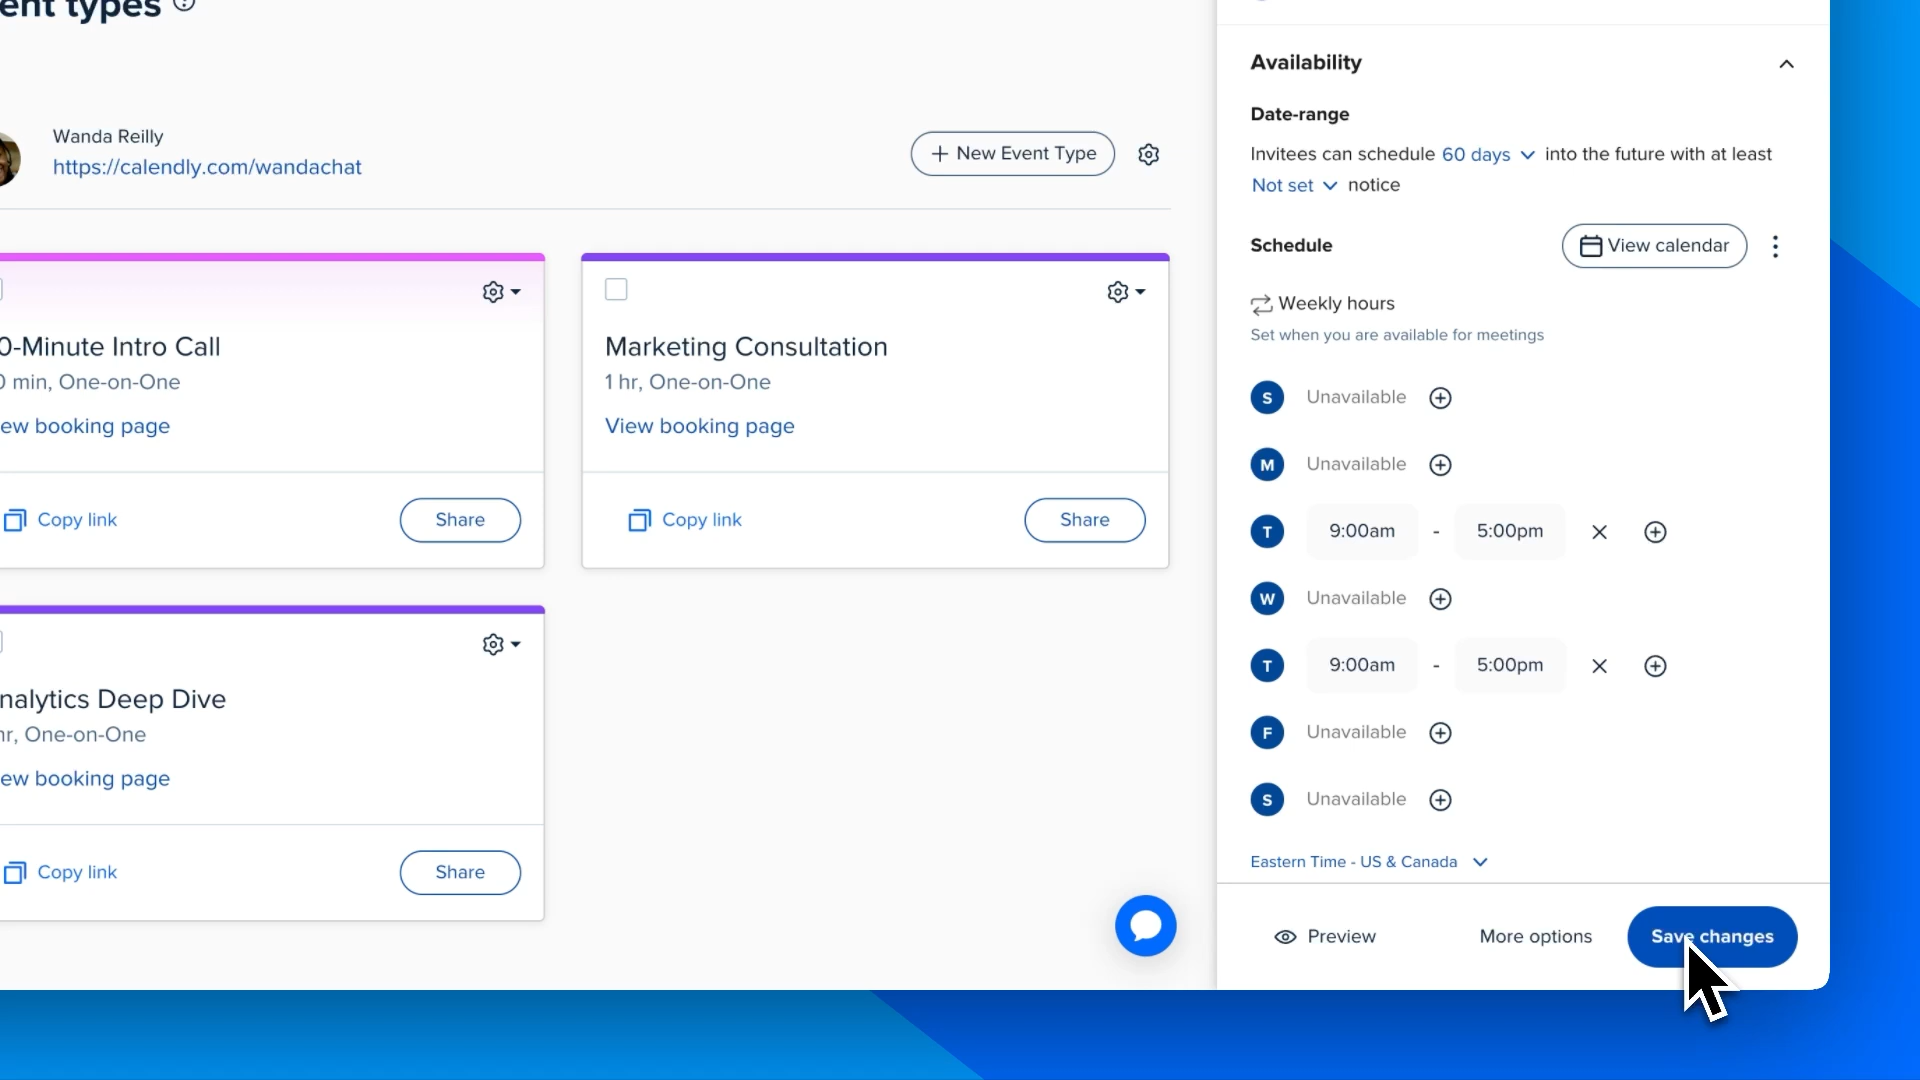 ent types
Wanda Reilly
https://calendly.com/wandachat
+ New Event Type
0-Minute Intro Call
0 min, One-on-One
ew booking page
Copy link
Share
Marketing Consultation
1 hr, One-on-One
View booking page
Copy link
Share
nalytics Deep Dive
hr, One-on-One
ew booking page
Copy link
Share
Availability
Date-range
Invitees can schedule 60 days into the future with at least
Not set notice
Schedule
View calendar
Weekly hours
Set when you are available for meetings
S Unavailable
M Unavailable
T 9:00am - 5:00pm
W Unavailable
T 9:00am - 5:00pm
F Unavailable
S Unavailable
Eastern Time - US & Canada
Preview
More options
Save changes